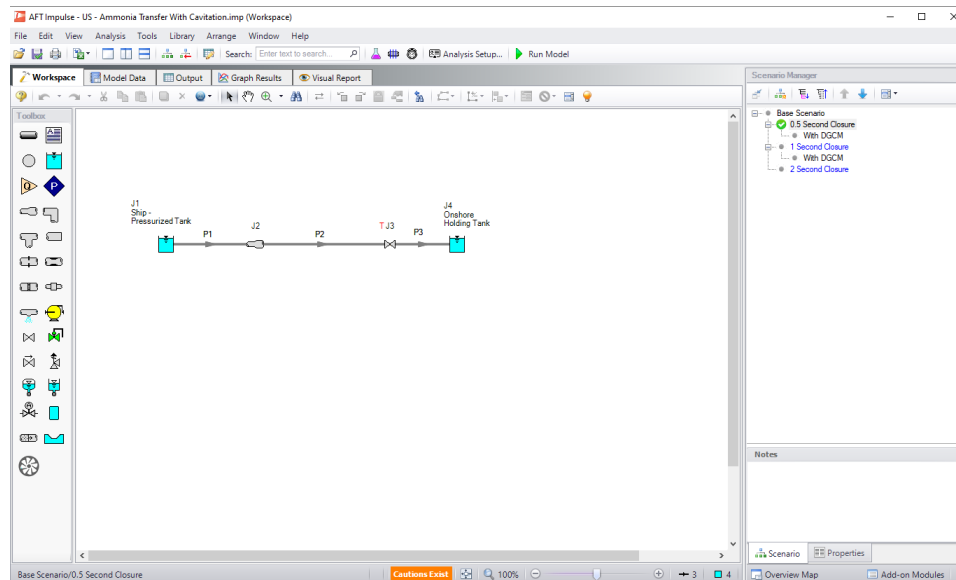 AFT Impulse - US - Ammonia Transfer With Cavitation.imp (Workspace)
File Edit View Analysis Tools Library Arrange Window Help
Search: Enter text to search... Analysis Setup... Run Model
Workspace Model Data Output Graph Results Visual Report
Scenario Manager
Toolbox
Base Scenario
0.5 Second Closure
With DGCM
1 Second Closure
With DGCM
2 Second Closure
J1
Ship -
Pressurized Tank
P1
J2
P2
T J3
P3
J4
Onshore
Holding Tank
Notes
Scenario Properties
Base Scenario/0.5 Second Closure Cautions Exist 100% 3 4 Overview Map Add-on Modules